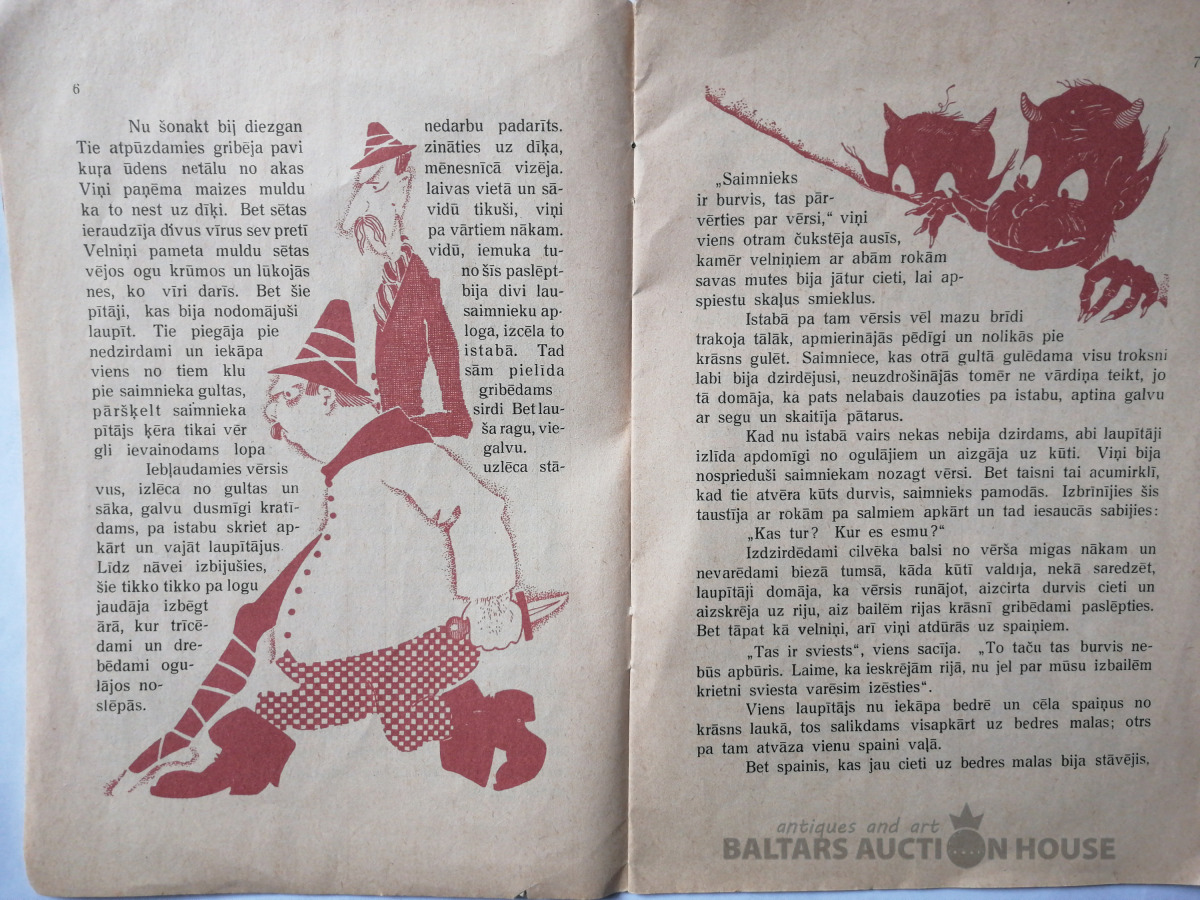 6
Nu šonakt bij diezgan nedarbu padarīts.
Tie atpūzdamies gribēja pavi zināties uz dīķa,
kuŗa ūdens netālu no akas mēnesnīcā vizēja.
Viņi paņēma maizes muldu laivas vietā un sā-
ka to nest uz dīķi. Bet sētas vidū tikuši, viņi
ieraudzīja divus vīrus sev pretī pa vārtiem nākam.
Velniņi pameta muldu sētas vidū, iemuka tu-
vējos ogu krūmos un lūkojās no šīs paslēpt-
nes, ko vīri darīs. Bet šie bija divi lau-
pītāji, kas bija nodomājuši saimnieku ap-
laupīt. Tie piegāja pie logā, izcēla to
nedzirdami un iekāpa istabā. Tad
viens no tiem klu sām pielīda
pie saimnieka gultas, gribēdams
pāršķelt saimnieka sirdi Bet lau-
pītājs ķēra tikai vēr ša ragu, vie-
gli ievainodams lopa galvu.
Iebļaudamies vērsis uzlēca stā-
vus, izlēca no gultas un
sāka, galvu dusmīgi kratī-
dams, pa istabu skriet ap-
kārt un vajāt laupītājus.
Līdz nāvei izbijušies,
šie tikko tikko pa logu
jaudāja izbēgt
ārā, kur trīcē-
dami un dre-
bēdami ogu-
lājos no-
slēpās.
7
„Saimnieks
ir burvis, tas pār-
vērties par vērsi,“ viņi
viens otram čukstēja ausīs,
kamēr velniņiem ar abām rokām
savas mutes bija jātur cieti, lai ap-
spiestu skaļus smieklus.
Istabā pa tam vērsis vēl mazu brīdi
trakoja tālāk, apmierinājās pēdīgi un nolikās pie
krāsns gulēt. Saimniece, kas otrā gultā gulēdama visu troksni
labi bija dzirdējusi, neuzdrošinājās tomēr ne vārdiņa teikt, jo
tā domāja, ka pats nelabais dauzoties pa istabu, aptina galvu
ar segu un skaitīja pātarus.
Kad nu istabā vairs nekas nebija dzirdams, abi laupītāji
izlīda apdomīgi no ogulājiem un aizgāja uz kūti. Viņi bija
nosprieduši saimniekam nozagt vērsi. Bet taisni tai acumirklī,
kad tie atvēra kūts durvis, saimnieks pamodās. Izbrīnījies šis
taustīja ar rokām pa salmiem apkārt un tad iesaucās sabijies:
„Kas tur? Kur es esmu?“
Izdzirdēdami cilvēka balsi no vērša migas nākam un
nevarēdami biezā tumsā, kāda kūtī valdīja, nekā saredzēt,
laupītāji domāja, ka vērsis runājot, aizcirta durvis cieti un
aizskrēja uz riju, aiz bailēm rijas krāsnī gribēdami paslēpties.
Bet tāpat kā velniņi, arī viņi atdūrās uz spaiņiem.
„Tas ir sviests“, viens sacīja. „To taču tas burvis ne-
būs apbūris. Laime, ka ieskrējām rijā, nu jel par mūsu izbailēm
krietni sviesta varēsim izēsties“.
Viens laupītājs nu iekāpa bedrē un cēla spaiņus no
krāsns laukā, tos salikdams visapkārt uz bedres malas; otrs
pa tam atvāza vienu spaini vaļā.
Bet spainis, kas jau cieti uz bedres malas bija stāvējis,
antiques and art
BALTARS AUCTION HOUSE